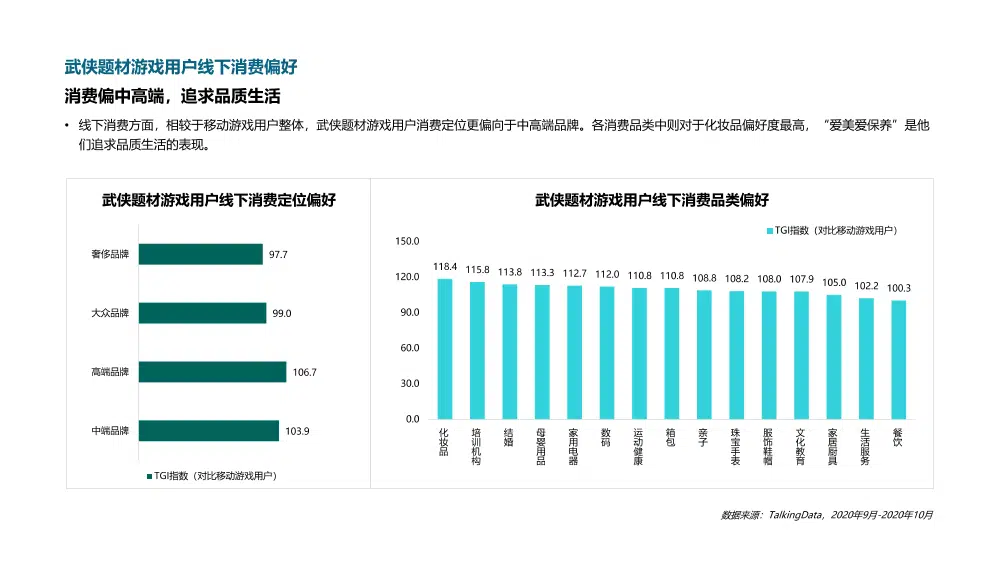 武侠题材游戏用户线下消费偏好
消费偏中高端，追求品质生活
• 线下消费方面，相较于移动游戏用户整体，武侠题材游戏用户消费定位更偏向于中高端品牌。各消费品类中则对于化妆品偏好度最高，“爱美爱保养”是他
们追求品质生活的表现。
武侠题材游戏用户线下消费定位偏好
奢侈品牌 97.7
大众品牌 99.0
高端品牌 106.7
中端品牌 103.9
TGI指数（对比移动游戏用户）
武侠题材游戏用户线下消费品类偏好
TGI指数（对比移动游戏用户）
150.0
120.0
90.0
60.0
30.0
0.0
118.4 115.8 113.8 113.3 112.7 112.0 110.8 110.8 108.8 108.2 108.0 107.9 105.0 102.2 100.3
化妆品 培训机构 结婚 母婴用品 家用电器 数码 运动健康 箱包 亲子 珠宝手表 服饰鞋帽 文化教育 家居厨具 生活服务 餐饮
数据来源：TalkingData，2020年9月-2020年10月